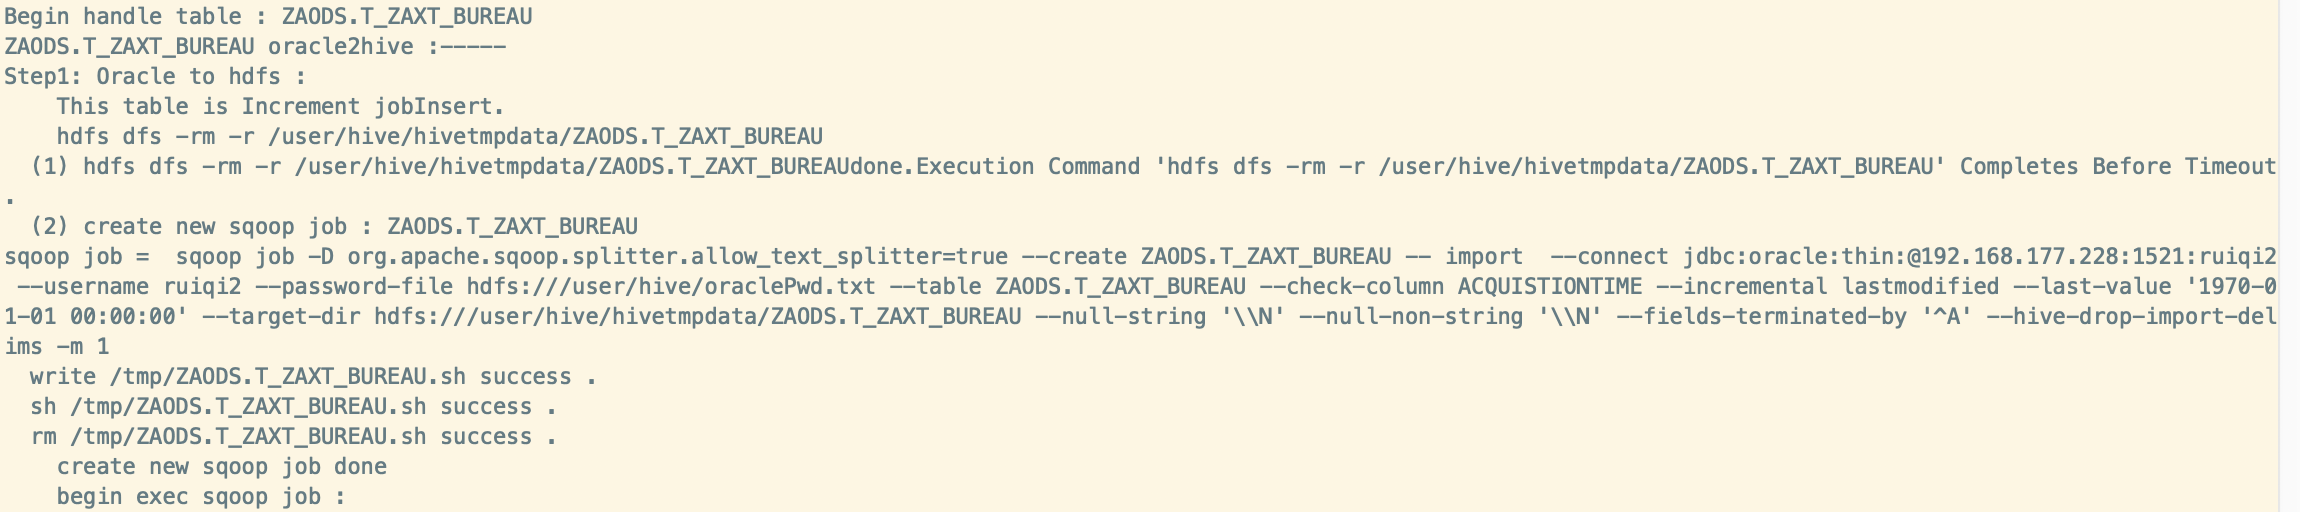 Begin handle table : ZAODS.T_ZAXT_BUREAU
ZAODS.T_ZAXT_BUREAU oracle2hive :-----
Step1: Oracle to hdfs :
    This table is Increment jobInsert.
    hdfs dfs -rm -r /user/hive/hivetmpdata/ZAODS.T_ZAXT_BUREAU
  (1) hdfs dfs -rm -r /user/hive/hivetmpdata/ZAODS.T_ZAXT_BUREAUdone.Execution Command 'hdfs dfs -rm -r /user/hive/hivetmpdata/ZAODS.T_ZAXT_BUREAU' Completes Before Timeout
.
  (2) create new sqoop job : ZAODS.T_ZAXT_BUREAU
sqoop job =  sqoop job -D org.apache.sqoop.splitter.allow_text_splitter=true --create ZAODS.T_ZAXT_BUREAU -- import  --connect jdbc:oracle:thin:@192.168.177.228:1521:ruiqi2
 --username ruiqi2 --password-file hdfs:///user/hive/oraclePwd.txt --table ZAODS.T_ZAXT_BUREAU --check-column ACQUISTIONTIME --incremental lastmodified --last-value '1970-0
1-01 00:00:00' --target-dir hdfs:///user/hive/hivetmpdata/ZAODS.T_ZAXT_BUREAU --null-string '\\N' --null-non-string '\\N' --fields-terminated-by '^A' --hive-drop-import-del
ims -m 1
  write /tmp/ZAODS.T_ZAXT_BUREAU.sh success .
  sh /tmp/ZAODS.T_ZAXT_BUREAU.sh success .
  rm /tmp/ZAODS.T_ZAXT_BUREAU.sh success .
    create new sqoop job done
    begin exec sqoop job :